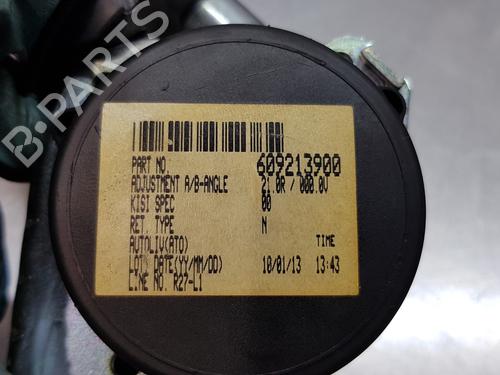 B-PARTS
PART NO. 609213900
ADJUSTMENT A/B-ANGLE 21.0R / 000.0V
KISI SPEC 00
RET. TYPE N
AUTOLIV(ATO) TIME
LOT DATE(YY/MM/DD) 10/01/13 13:43
LINE NO. R27-L1